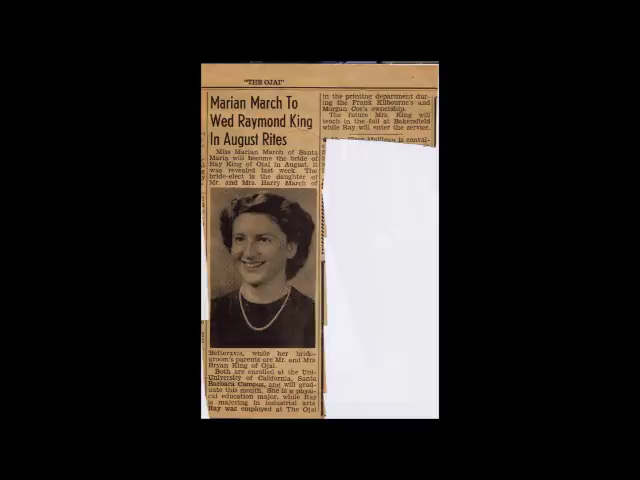 "THE OJAI"
Marian March To
Wed Raymond King
In August Rites
Miss Marian March of Santa
Maria will become the bride of
Ray King of Ojai in August, it
was revealed last week. The
bride-elect is the daughter of
Mr. and Mrs. Harry March of
Betteravia, while her bride-
groom's parents are Mr. and Mrs.
Bryan King of Ojai.
Both are enrolled at the Uni-
University of California, Santa
Barbara Campus, and will grad-
uate this month. She is a physi-
cal education major, while Ray
is majoring in industrial arts.
Ray was employed at The Ojai
in the printing department dur-
ing the Frank Kilbourne's and
Morgan Coe's ownership.
The future Mrs. King will
teach in the fall at Bakersfield
while Ray will enter the service.